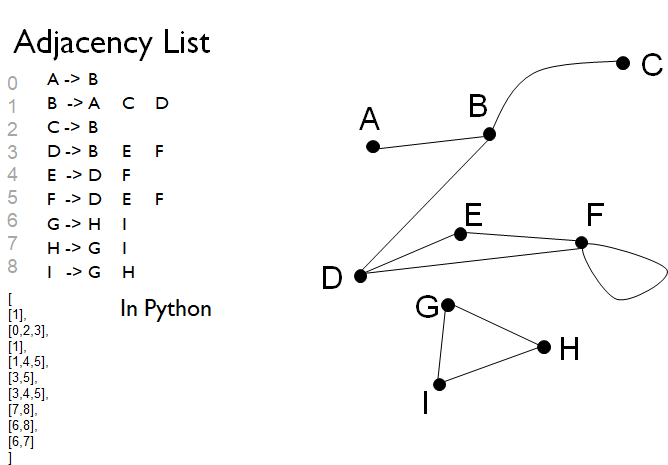 Adjacency List
0 A -> B
1 B -> A C D
2 C -> B
3 D -> B E F
4 E -> D F
5 F -> D E F
6 G -> H I
7 H -> G I
8 I -> G H
In Python
[
[1],
[0,2,3],
[1],
[1,4,5],
[3,5],
[3,4,5],
[7,8],
[6,8],
[6,7]
]
C
B
A
E
F
D
G
H
I